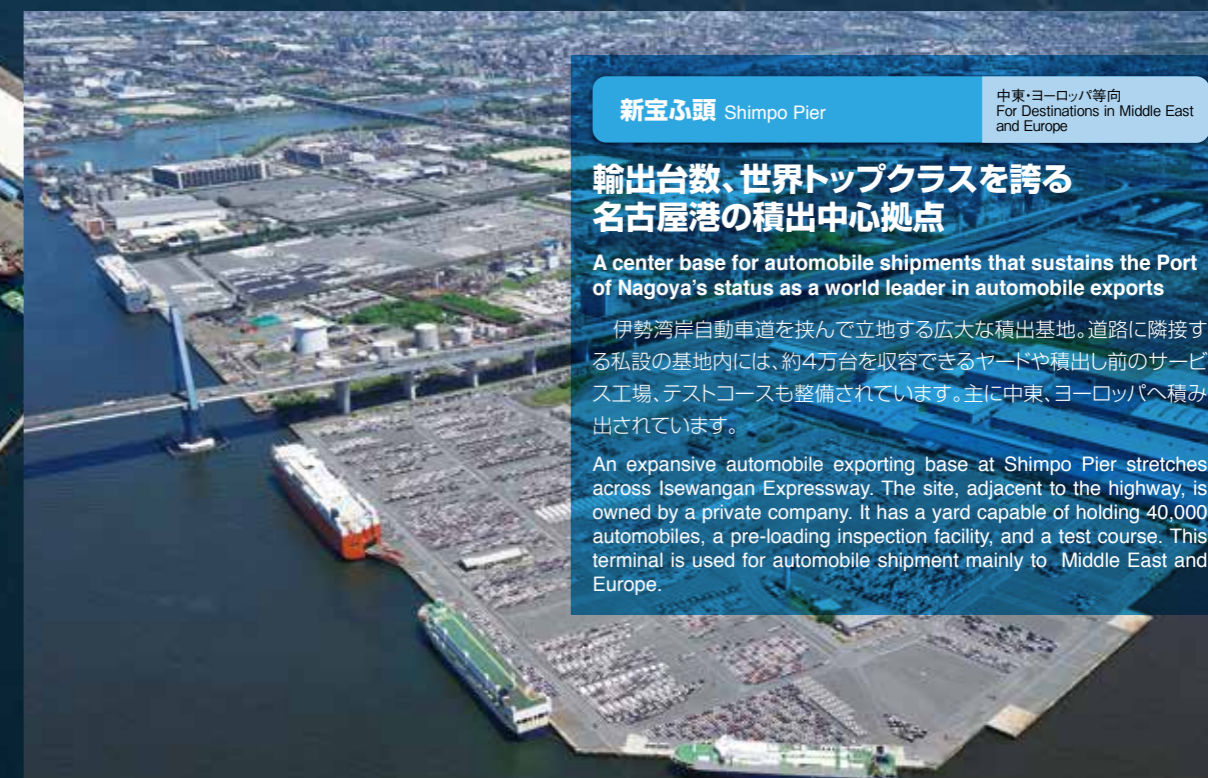 新宝ふ頭 Shimpo Pier
中東・ヨーロッパ等向
For Destinations in Middle East
and Europe
輸出台数、世界トップクラスを誇る
名古屋港の積出中心拠点
A center base for automobile shipments that sustains the Port
of Nagoya's status as a world leader in automobile exports
伊勢湾岸自動車道を挟んで立地する広大な積出基地。道路に隣接す
る私設の基地内には、約4万台を収容できるヤードや積出し前のサービ
ス工場、テストコースも整備されています。主に中東、ヨーロッパへ積み
出されています。
An expansive automobile exporting base at Shimpo Pier stretches
across Isewangan Expressway. The site, adjacent to the highway, is
owned by a private company. It has a yard capable of holding 40,000
automobiles, a pre-loading inspection facility, and a test course. This
terminal is used for automobile shipment mainly to Middle East and
Europe.